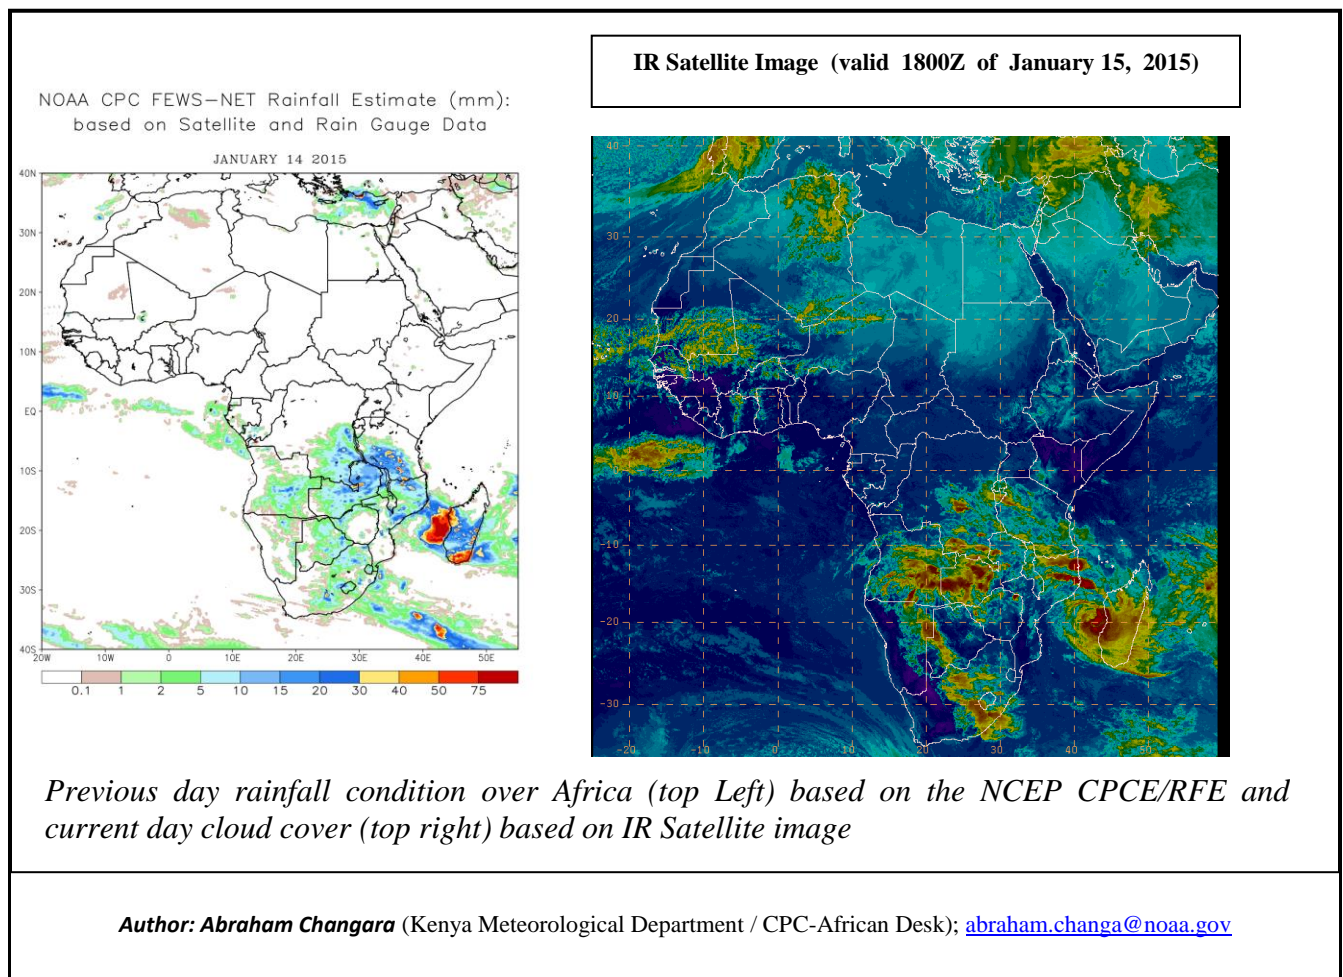 IR Satellite Image (valid 1800Z of January 15, 2015)
NOAA CPC FEWS-NET Rainfall Estimate (mm):
based on Satellite and Rain Gauge Data
JANUARY 14 2015
40N
30N
20N
10N
EQ
10S
20S
30S
40S
20W 10W 0 10E 20E 30E 40E 50E
0.1 1 2 5 10 15 20 30 40 50 75
40
30
20
10
-10
-20
-30
-20 -10 0 10 20 30 40 50
Previous day rainfall condition over Africa (top Left) based on the NCEP CPCE/RFE and
current day cloud cover (top right) based on IR Satellite image
Author: Abraham Changara (Kenya Meteorological Department / CPC-African Desk); abraham.changa@noaa.gov